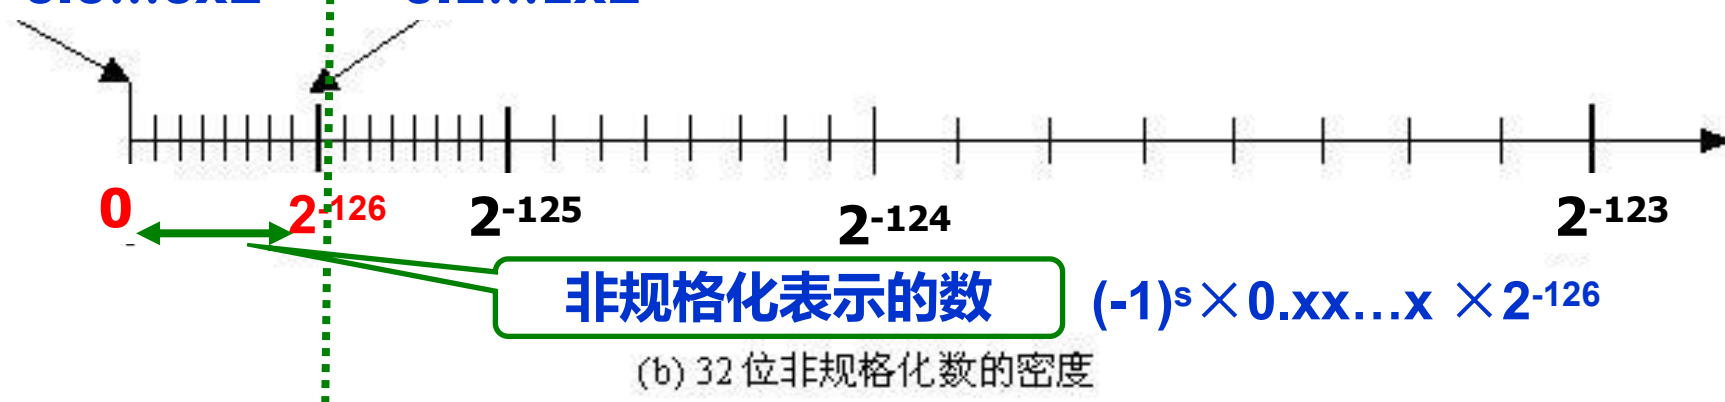 0 2⁻¹²⁶ 2⁻¹²⁵ 2⁻¹²⁴ 2⁻¹²³
非规格化表示的数 (-1)ˢ×0.xx…x ×2⁻¹²⁶
(b) 32 位非规格化数的密度